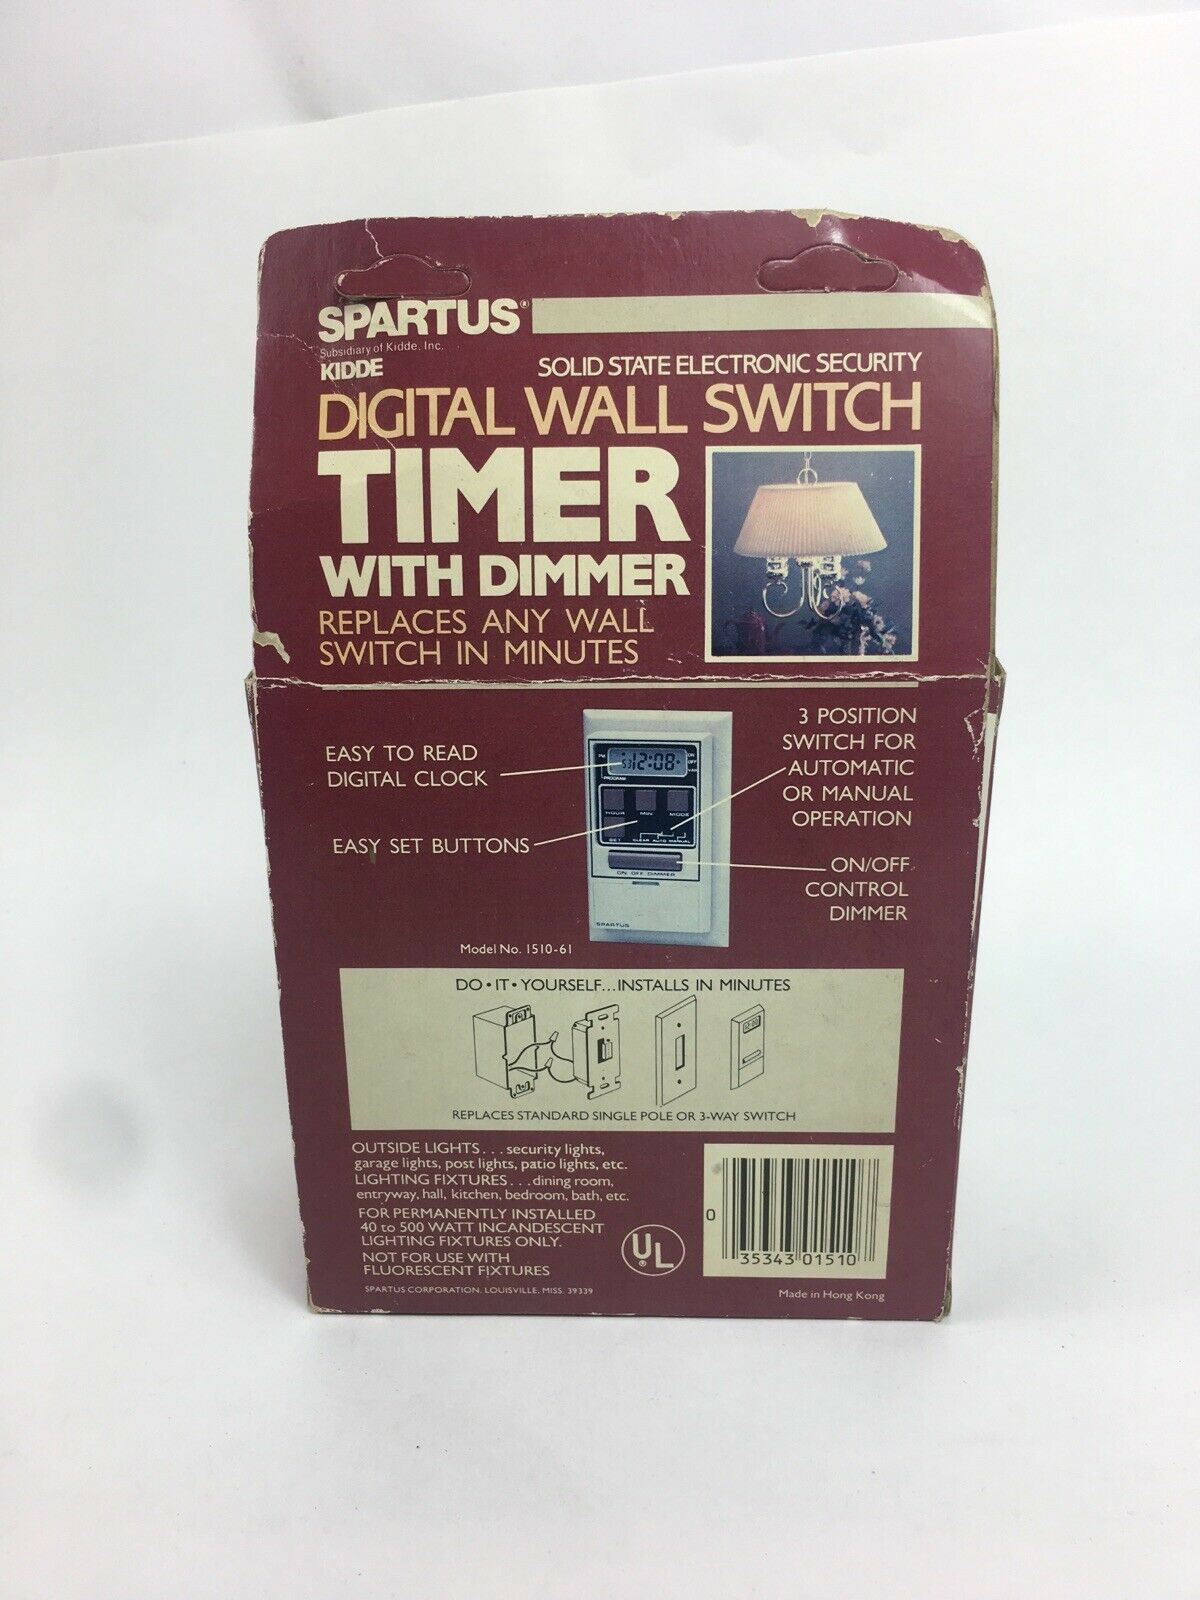 SPARTUS®
Subsidiary of Kidde. Inc.
KIDDE
SOLID STATE ELECTRONIC SECURITY
DIGITAL WALL SWITCH
TIMER
WITH DIMMER
REPLACES ANY WALL
SWITCH IN MINUTES
EASY TO READ
DIGITAL CLOCK
EASY SET BUTTONS
3 POSITION
SWITCH FOR
AUTOMATIC
OR MANUAL
OPERATION
ON/OFF
CONTROL
DIMMER
PM
12:08
ON
OFF
PROGRAM
HOUR MIN MODE
SET CLEAR AUTO MANUAL
ON OFF DIMMER
SPARTUS
Model No. 1510-61
DO•IT•YOURSELF...INSTALLS IN MINUTES
REPLACES STANDARD SINGLE POLE OR 3-WAY SWITCH
OUTSIDE LIGHTS . . . security lights,
garage lights, post lights, patio lights, etc.
LIGHTING FIXTURES . . . dining room,
entryway, hall, kitchen, bedroom, bath, etc.
FOR PERMANENTLY INSTALLED
40 to 500 WATT INCANDESCENT
LIGHTING FIXTURES ONLY.
NOT FOR USE WITH
FLUORESCENT FIXTURES
SPARTUS CORPORATION, LOUISVILLE, MISS. 39339
UL®
0 35343 01510
Made in Hong Kong